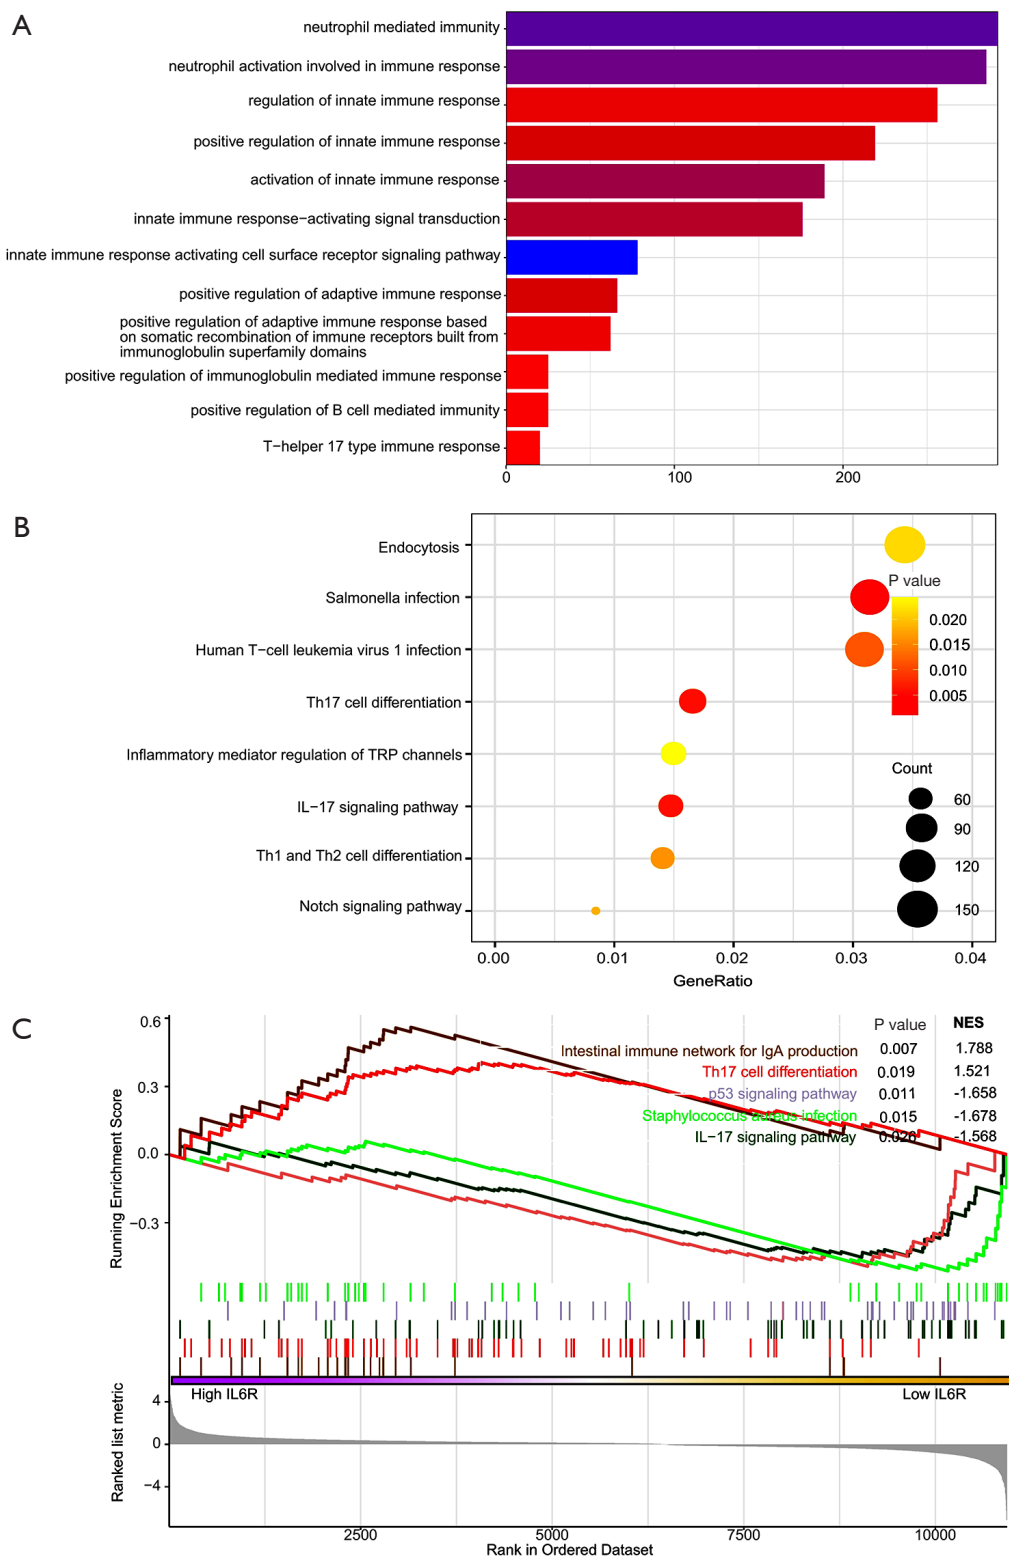 A
neutrophil mediated immunity
neutrophil activation involved in immune response
regulation of innate immune response
positive regulation of innate immune response
activation of innate immune response
innate immune response−activating signal transduction
innate immune response activating cell surface receptor signaling pathway
positive regulation of adaptive immune response
positive regulation of adaptive immune response based
on somatic recombination of immune receptors built from
immunoglobulin superfamily domains
positive regulation of immunoglobulin mediated immune response
positive regulation of B cell mediated immunity
T−helper 17 type immune response
0 100 200
B
Endocytosis
Salmonella infection
Human T−cell leukemia virus 1 infection
Th17 cell differentiation
Inflammatory mediator regulation of TRP channels
IL−17 signaling pathway
Th1 and Th2 cell differentiation
Notch signaling pathway
P value
0.020
0.015
0.010
0.005
Count
60
90
120
150
0.00 0.01 0.02 0.03 0.04
GeneRatio
C
Running Enrichment Score
0.6
0.3
0.0
−0.3
P value NES
Intestinal immune network for IgA production 0.007 1.788
Th17 cell differentiation 0.019 1.521
p53 signaling pathway 0.011 -1.658
Staphylococcus aureus infection 0.015 -1.678
IL−17 signaling pathway 0.026 -1.568
High IL6R Low IL6R
Ranked list metric
4
0
−4
2500 5000 7500 10000
Rank in Ordered Dataset